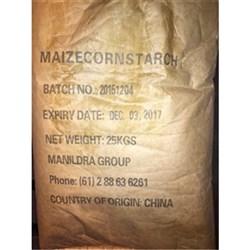 MAIZECORNSTARCH
BATCH NO.: 20151204
EXPIRY DATE: DEC. 03, 2017
NET WEIGHT: 25KGS
MANILDRA GROUP
Phone: (61) 2 88 63 6261
COUNTRY OF ORIGIN: CHINA